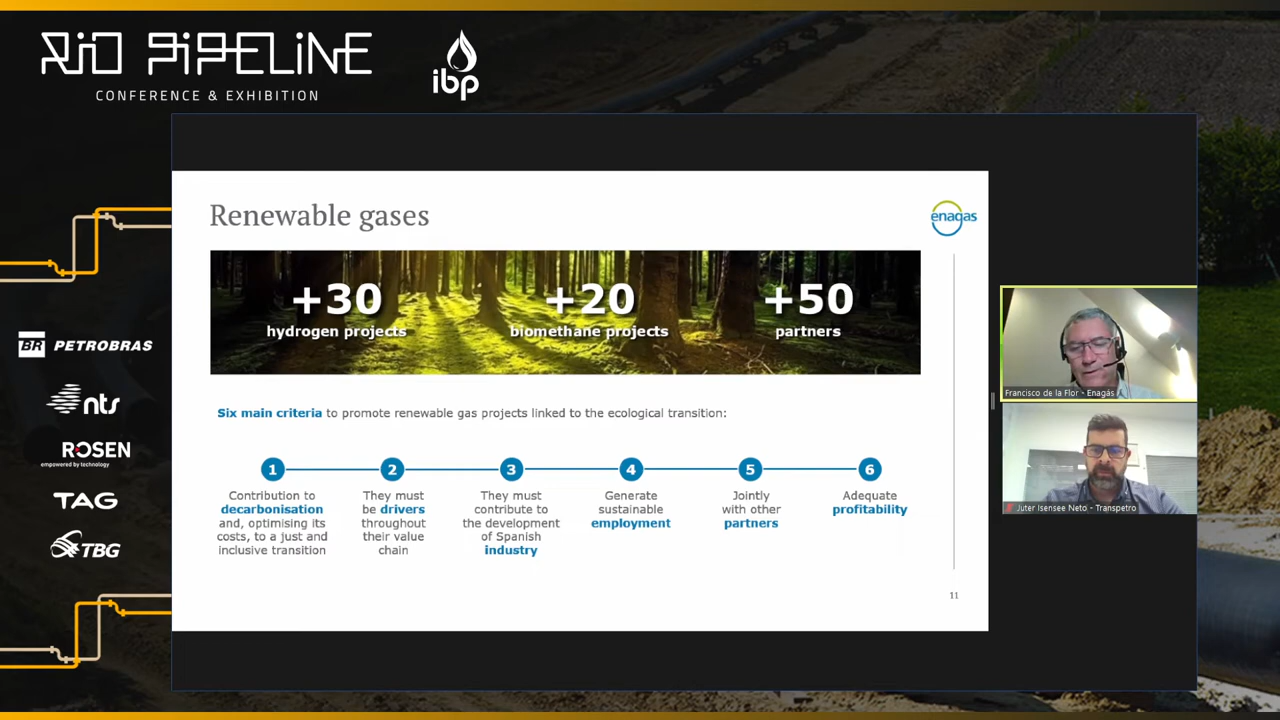 RIO PIPELINE
CONFERENCE & EXHIBITION
ibp
BR PETROBRAS
nts
ROSEN
empowered by technology
TAG
TBG
Renewable gases
enagas
+30
hydrogen projects
+20
biomethane projects
+50
partners
Six main criteria to promote renewable gas projects linked to the ecological transition:
1
Contribution to
decarbonisation
and, optimising its
costs, to a just and
inclusive transition
2
They must
be drivers
throughout
their value
chain
3
They must
contribute to
the development
of Spanish
industry
4
Generate
sustainable
employment
5
Jointly
with other
partners
6
Adequate
profitability
11
Francisco de la Flor - Enagás
Juter Isensee Neto - Transpetro